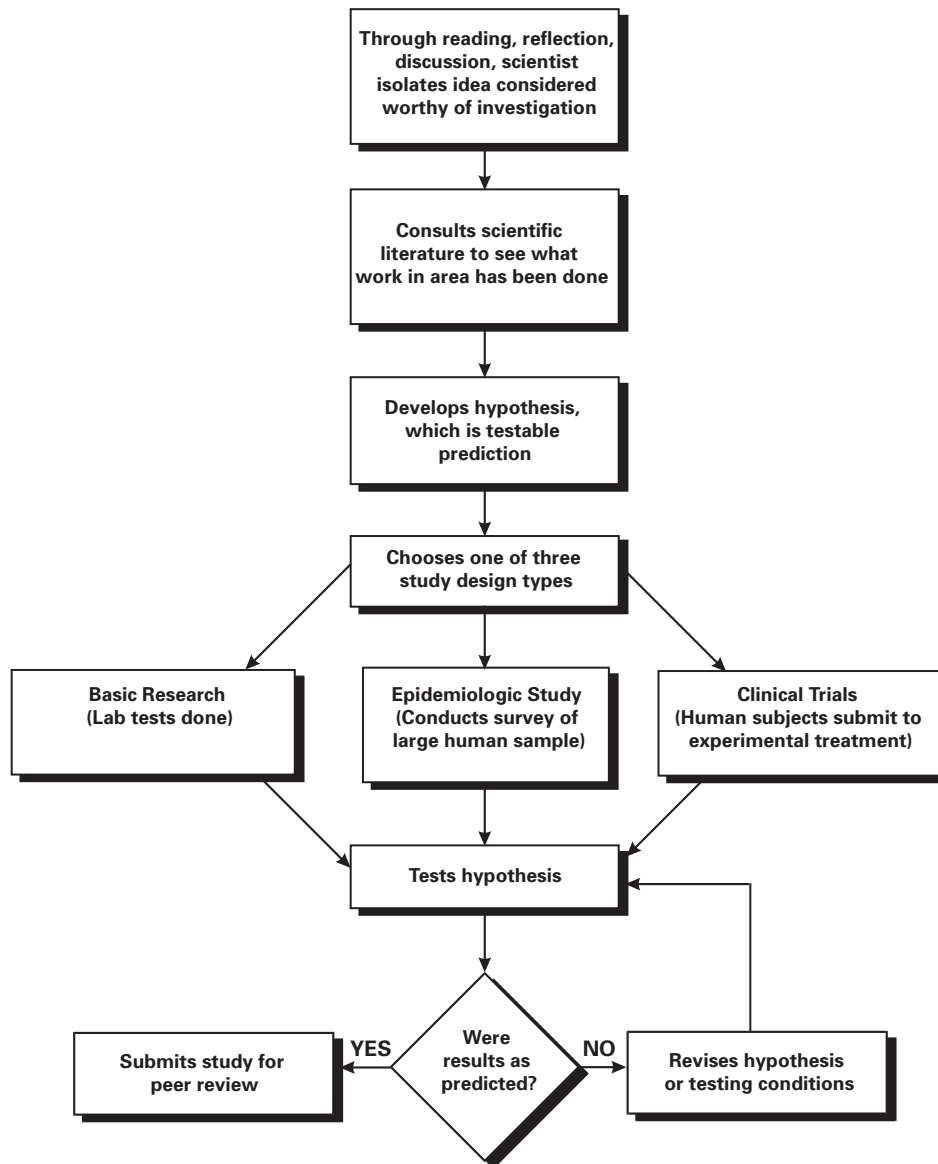 Through reading, reflection,
discussion, scientist
isolates idea considered
worthy of investigation
Consults scientific
literature to see what
work in area has been done
Develops hypothesis,
which is testable
prediction
Chooses one of three
study design types
Basic Research
(Lab tests done)
Epidemiologic Study
(Conducts survey of
large human sample)
Clinical Trials
(Human subjects submit to
experimental treatment)
Tests hypothesis
Were
results as
predicted?
YES
Submits study for
peer review
NO
Revises hypothesis
or testing conditions